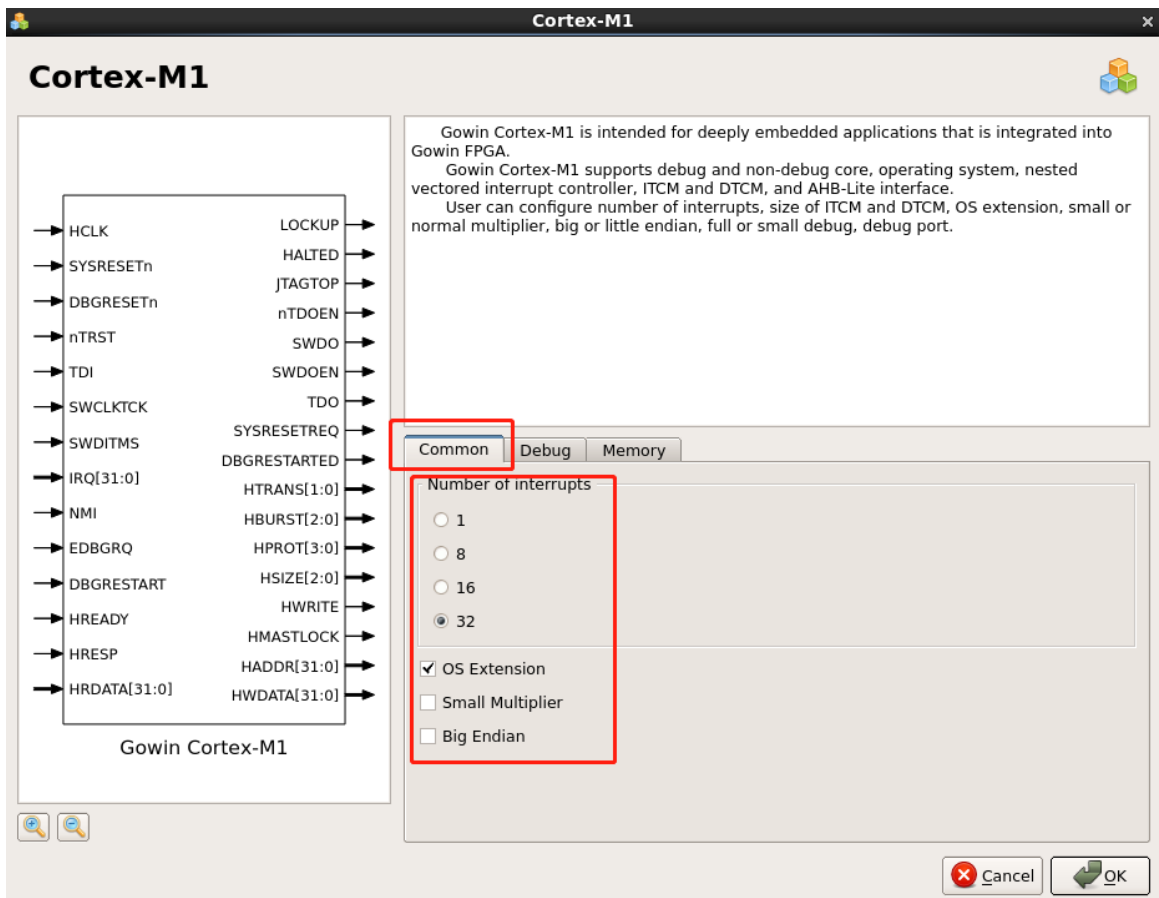 Cortex-M1
Cortex-M1
HCLK
SYSRESETn
DBGRESETn
nTRST
TDI
SWCLKTCK
SWDITMS
IRQ[31:0]
NMI
EDBGRQ
DBGRESTART
HREADY
HRESP
HRDATA[31:0]
LOCKUP
HALTED
JTAGTOP
nTDOEN
SWDO
SWDOEN
TDO
SYSRESETREQ
DBGRESTARTED
HTRANS[1:0]
HBURST[2:0]
HPROT[3:0]
HSIZE[2:0]
HWRITE
HMASTLOCK
HADDR[31:0]
HWDATA[31:0]
Gowin Cortex-M1
Gowin Cortex-M1 is intended for deeply embedded applications that is integrated into
Gowin FPGA.
Gowin Cortex-M1 supports debug and non-debug core, operating system, nested
vectored interrupt controller, ITCM and DTCM, and AHB-Lite interface.
User can configure number of interrupts, size of ITCM and DTCM, OS extension, small or
normal multiplier, big or little endian, full or small debug, debug port.
Common Debug Memory
Number of interrupts
1
8
16
32
OS Extension
Small Multiplier
Big Endian
Cancel OK